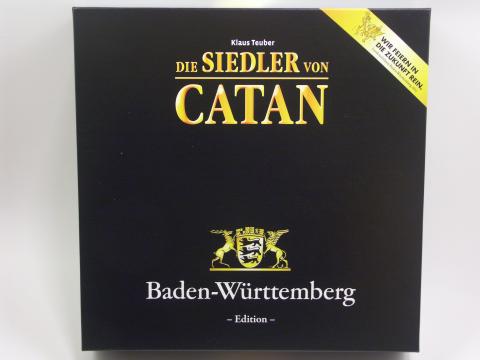 Klaus Teuber
DIE SIEDLER VON
CATAN
WIR FEIERN IN
DIE ZUKUNFT REIN.
Baden-Württemberg
– Edition –